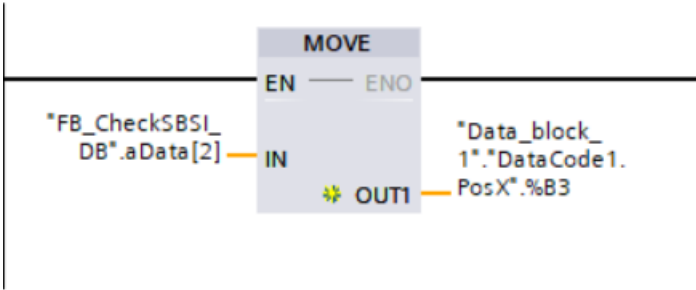 MOVE
EN
ENO
"FB_CheckSBSI_
DB".aData[2]
IN
"Data_block_
1"."DataCode1.
PosX".%B3
OUT1